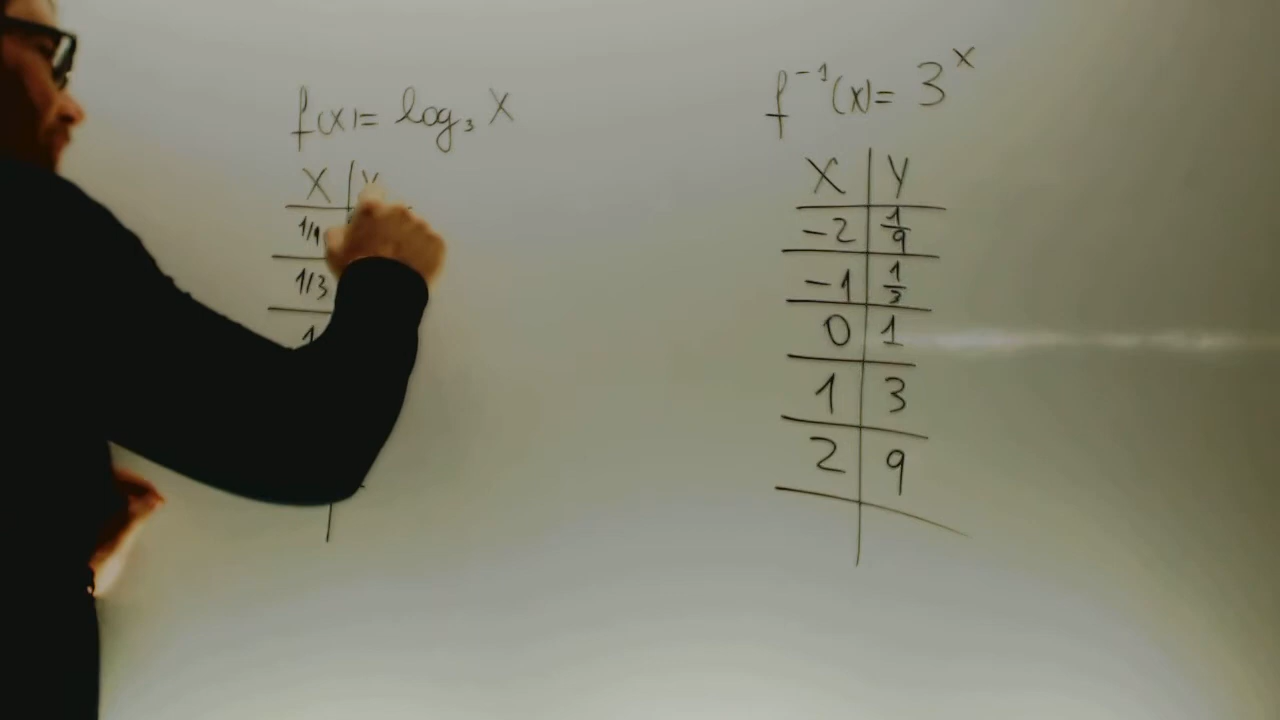 f(x)= log₃ X
X | Y
1/9
1/3
1
f⁻¹(x)= 3ˣ
X | Y
-2 | 1/9
-1 | 1/3
0 | 1
1 | 3
2 | 9